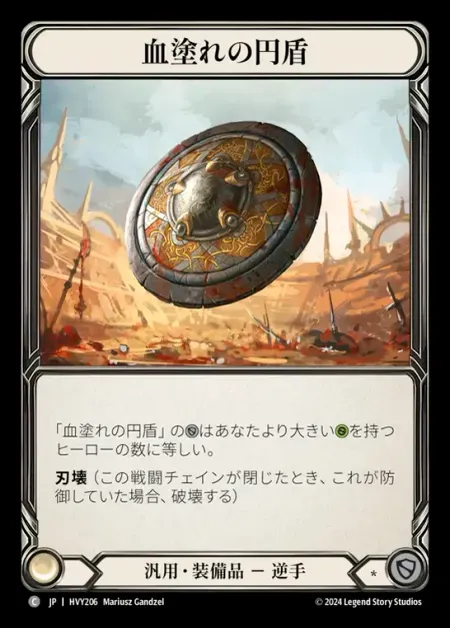 血塗れの円盾
「血塗れの円盾」のはあなたより大きいを持つ
ヒーローの数に等しい。
刃壊（この戦闘チェインが閉じたとき、これが防
御していた場合、破壊する）
汎用・装備品 － 逆手
*
C JP | HVY206 Mariusz Gandzel
© 2024 Legend Story Studios